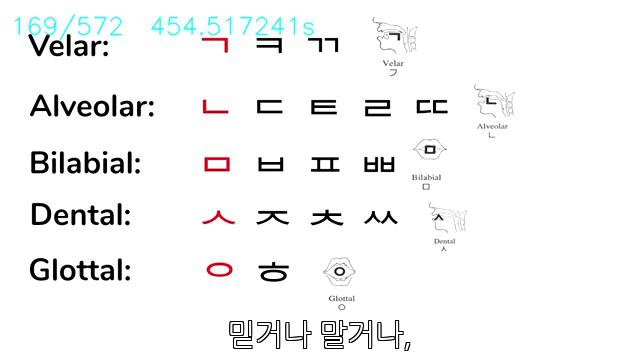 169/572 454.517241s
Velar: ㄱ ㅋ ㄲ
Velar
ㄱ
Alveolar: ㄴ ㄷ ㅌ ㄹ ㄸ
Alveolar
ㄴ
Bilabial: ㅁ ㅂ ㅍ ㅃ
Bilabial
ㅁ
Dental: ㅅ ㅈ ㅊ ㅆ
Dental
ㅅ
Glottal: ㅇ ㅎ
Glottal
ㅇ
믿거나 말거나,